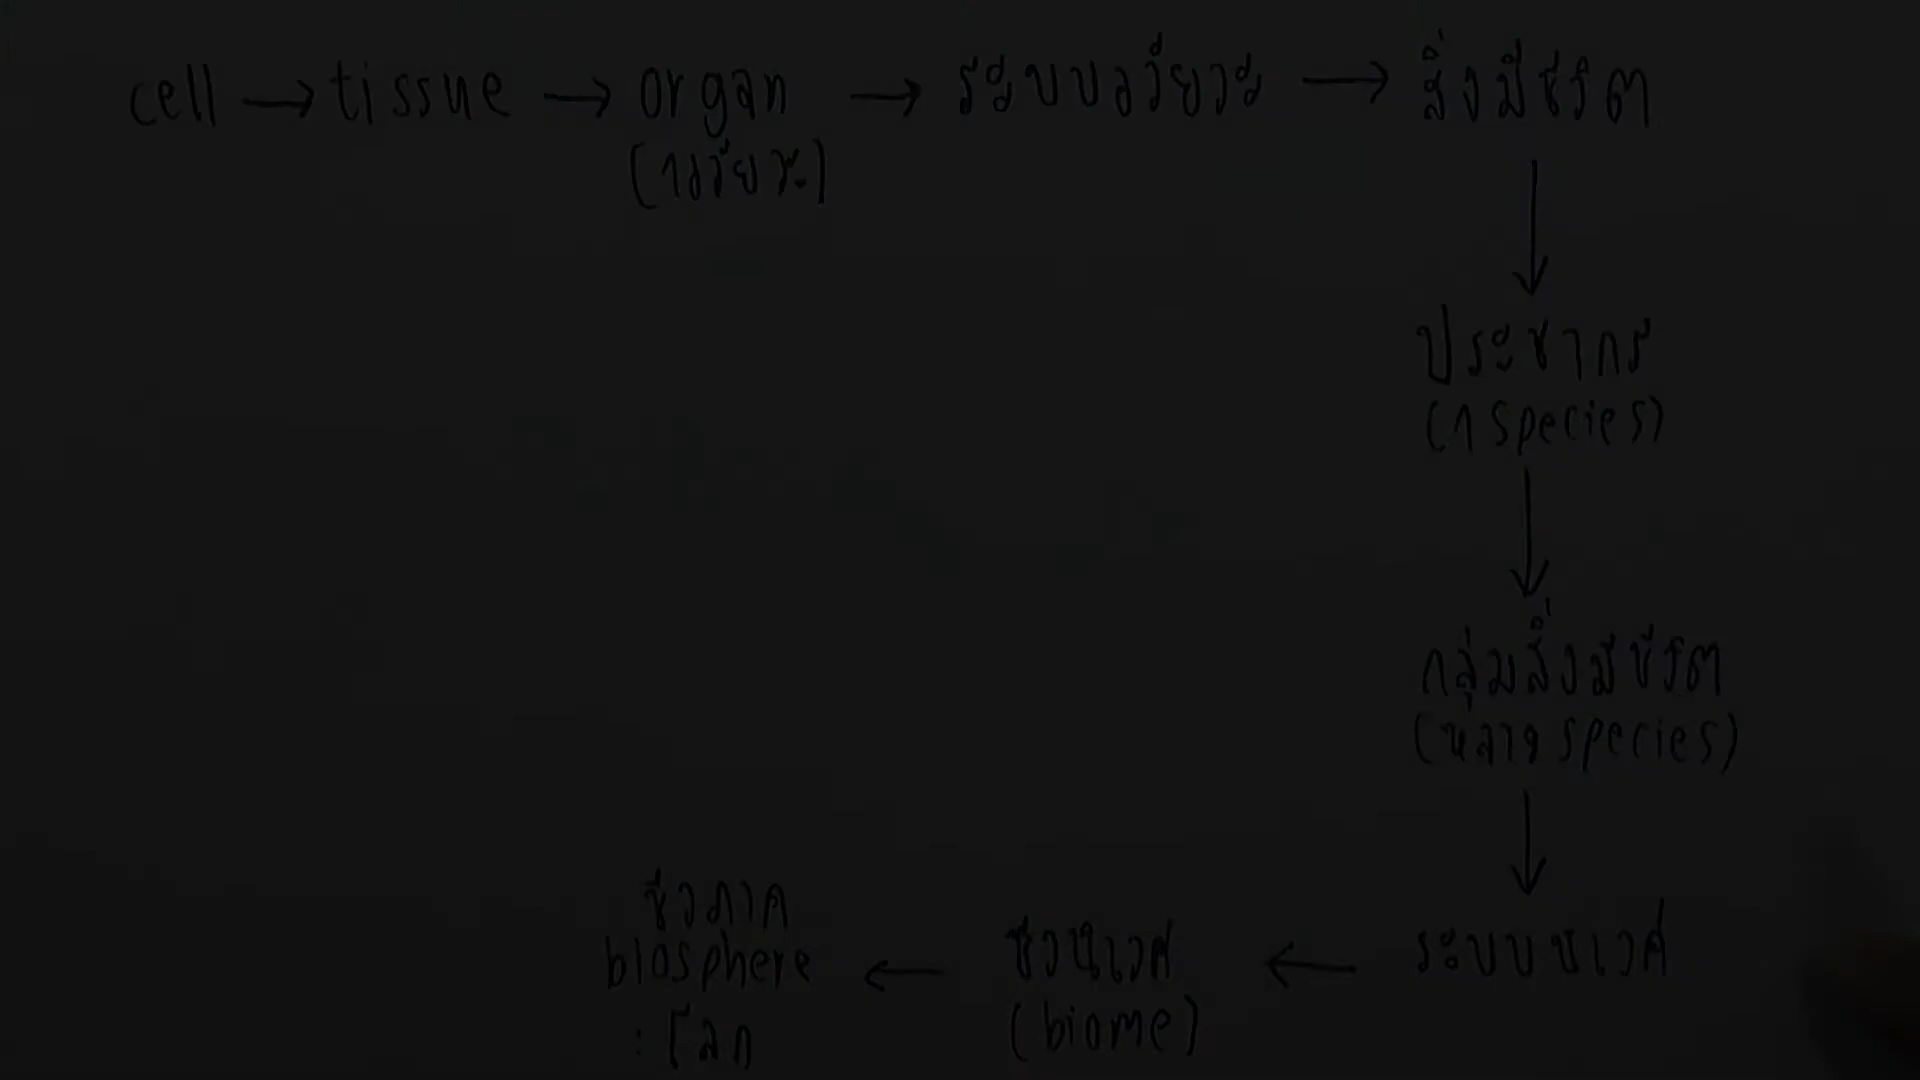 cell → tissue → organ → ระบบอวัยวะ → สิ่งมีชีวิต
(1อวัยวะ)
ประชากร
(1 species)
กลุ่มสิ่งมีชีวิต
(หลาย species)
ระบบนิเวศ
← ชีวนิเวศ ←
(biome)
ชีวภาค
biosphere
: โลก